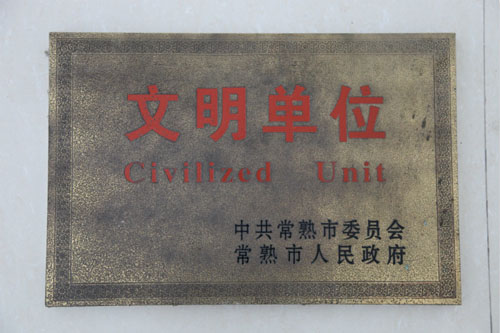 文明单位
Civilized Unit
中共常熟市委员会
常熟市人民政府